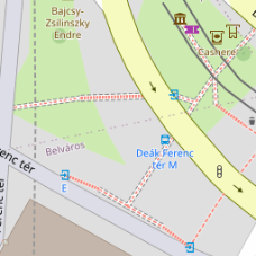 Bajcsy-
Zsilinszky
Endre
Cashere
Deák Ferenc
tér M
Belváros
enc tér
E